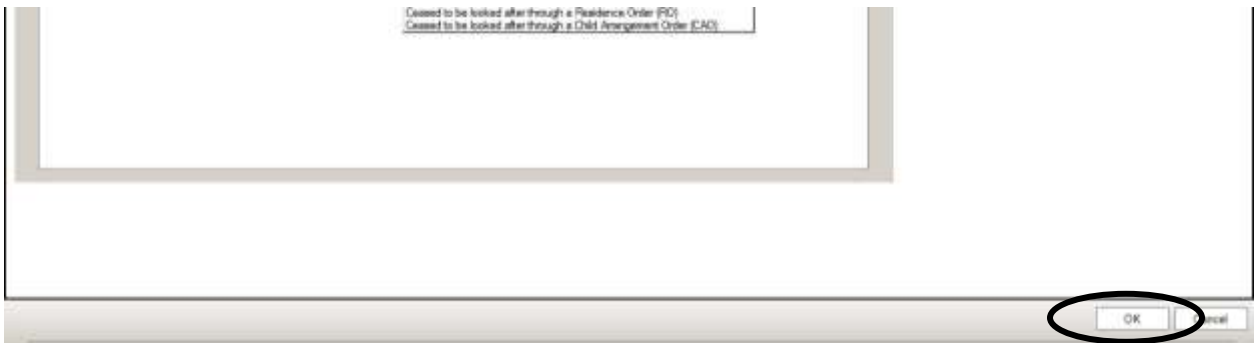 Ceased to be looked after through a Residence Order (RO)
Ceased to be looked after through a Child Arrangement Order (CAO)
OK
Cancel